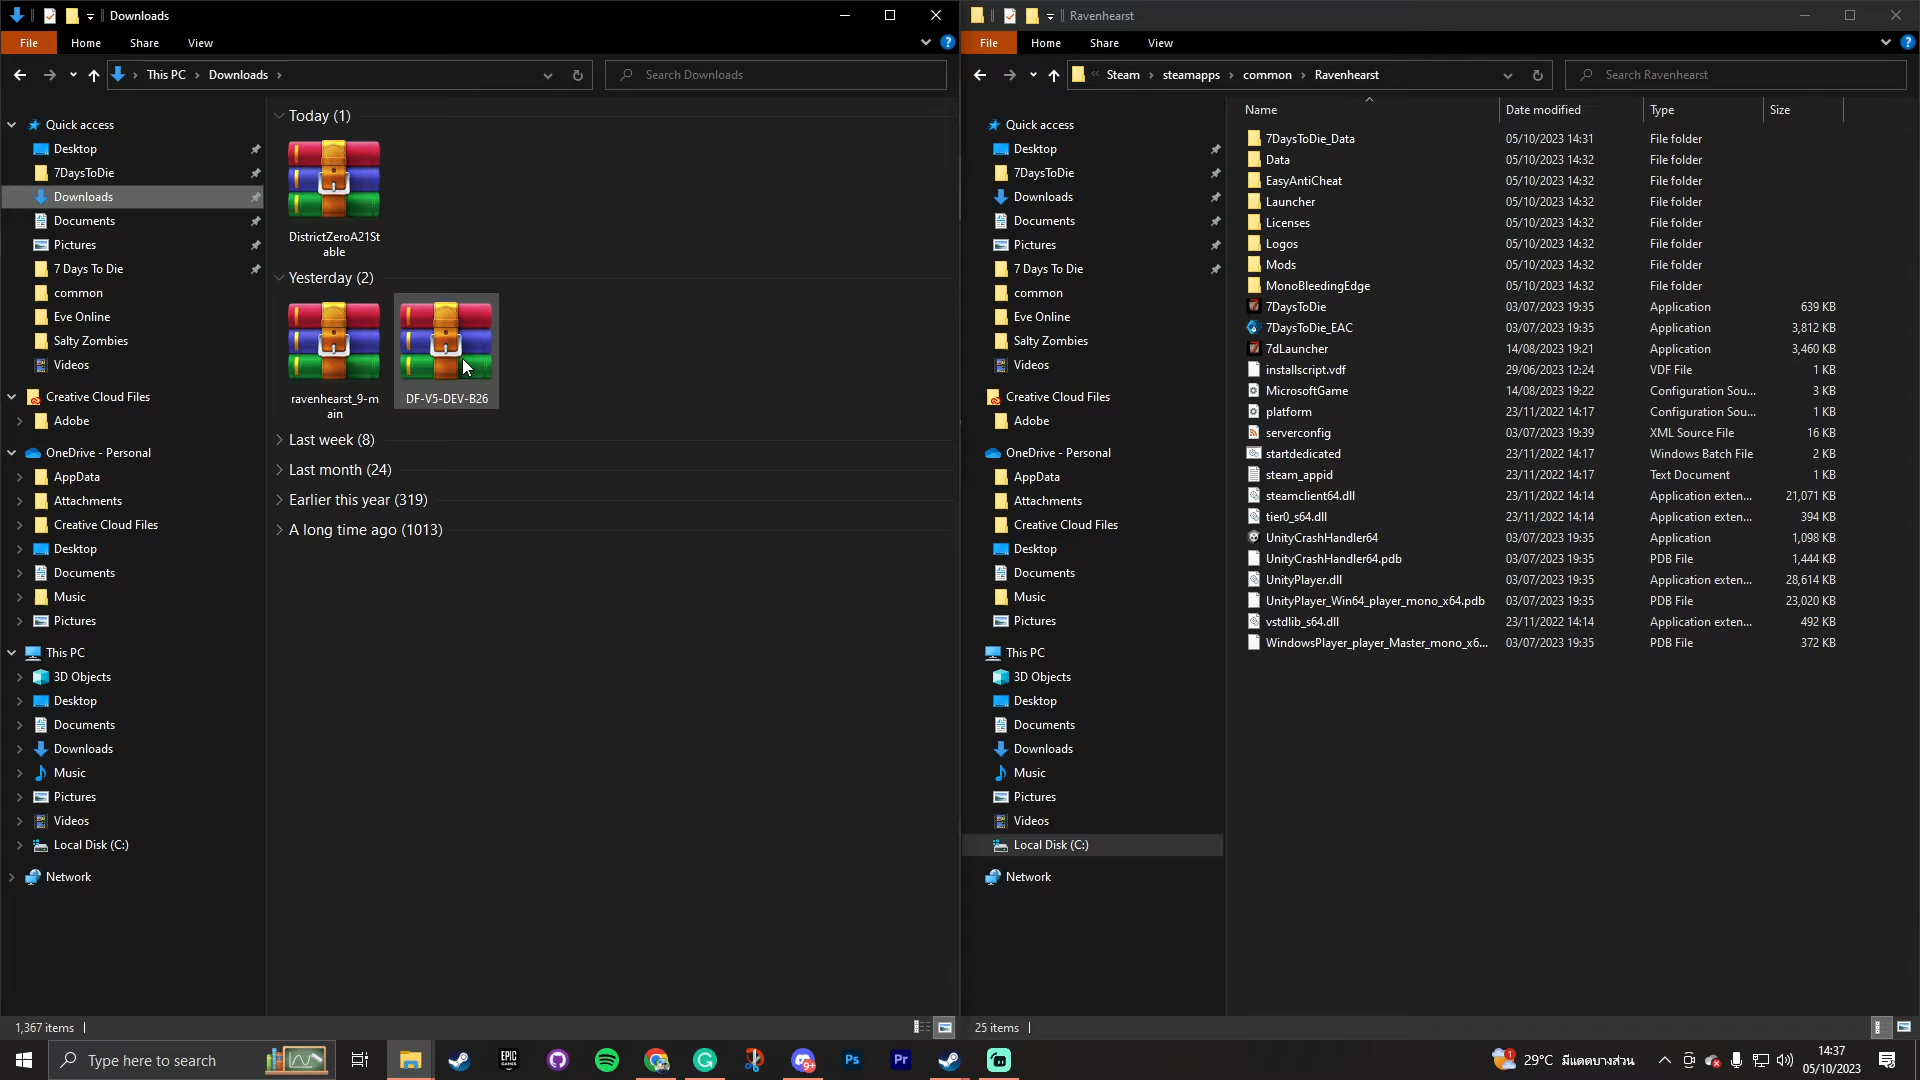 Downloads
File Home Share View
This PC › Downloads ›
Search Downloads
Quick access
Desktop
7DaysToDie
Downloads
Documents
Pictures
7 Days To Die
common
Eve Online
Salty Zombies
Videos
Creative Cloud Files
Adobe
OneDrive - Personal
AppData
Attachments
Creative Cloud Files
Desktop
Documents
Music
Pictures
This PC
3D Objects
Desktop
Documents
Downloads
Music
Pictures
Videos
Local Disk (C:)
Network
Today (1)
DistrictZeroA21St
able
Yesterday (2)
ravenhearst_9-m
ain
DF-V5-DEV-B26
Last week (8)
Last month (24)
Earlier this year (319)
A long time ago (1013)
1,367 items
Ravenhearst
File Home Share View
« Steam › steamapps › common › Ravenhearst
Search Ravenhearst
Quick access
Desktop
7DaysToDie
Downloads
Documents
Pictures
7 Days To Die
common
Eve Online
Salty Zombies
Videos
Creative Cloud Files
Adobe
OneDrive - Personal
AppData
Attachments
Creative Cloud Files
Desktop
Documents
Music
Pictures
This PC
3D Objects
Desktop
Documents
Downloads
Music
Pictures
Videos
Local Disk (C:)
Network
Name Date modified Type Size
7DaysToDie_Data 05/10/2023 14:31 File folder
Data 05/10/2023 14:32 File folder
EasyAntiCheat 05/10/2023 14:32 File folder
Launcher 05/10/2023 14:32 File folder
Licenses 05/10/2023 14:32 File folder
Logos 05/10/2023 14:32 File folder
Mods 05/10/2023 14:32 File folder
MonoBleedingEdge 05/10/2023 14:32 File folder
7DaysToDie 03/07/2023 19:35 Application 639 KB
7DaysToDie_EAC 03/07/2023 19:35 Application 3,812 KB
7dLauncher 14/08/2023 19:21 Application 3,460 KB
installscript.vdf 29/06/2023 12:24 VDF File 1 KB
MicrosoftGame 14/08/2023 19:22 Configuration Sou... 3 KB
platform 23/11/2022 14:17 Configuration Sou... 1 KB
serverconfig 03/07/2023 19:39 XML Source File 16 KB
startdedicated 23/11/2022 14:17 Windows Batch File 2 KB
steam_appid 23/11/2022 14:17 Text Document 1 KB
steamclient64.dll 23/11/2022 14:14 Application exten... 21,071 KB
tier0_s64.dll 23/11/2022 14:14 Application exten... 394 KB
UnityCrashHandler64 03/07/2023 19:35 Application 1,098 KB
UnityCrashHandler64.pdb 03/07/2023 19:35 PDB File 1,444 KB
UnityPlayer.dll 03/07/2023 19:35 Application exten... 28,614 KB
UnityPlayer_Win64_player_mono_x64.pdb 03/07/2023 19:35 PDB File 23,020 KB
vstdlib_s64.dll 23/11/2022 14:14 Application exten... 492 KB
WindowsPlayer_player_Master_mono_x6... 03/07/2023 19:35 PDB File 372 KB
25 items
Type here to search
EPIC
GAMES
9+
Ps
Pr
1
29°C มีแดดบางส่วน
14:37
05/10/2023